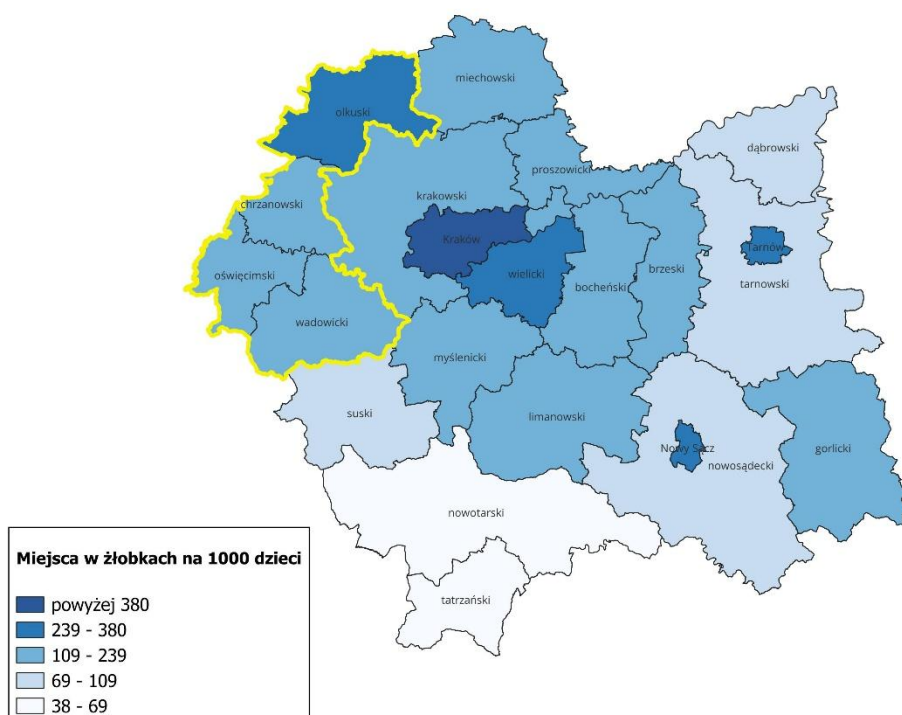 miechowski
olkuski
dąbrowski
proszowicki
krakowski
chrzanowski
Kraków
Tarnów
oświęcimski
wielicki
bocheński
brzeski
tarnowski
wadowicki
myślenicki
suski
limanowski
Nowy Sącz
gorlicki
nowosądecki
nowotarski
tatrzański
Miejsca w żłobkach na 1000 dzieci
powyżej 380
239 - 380
109 - 239
69 - 109
38 - 69